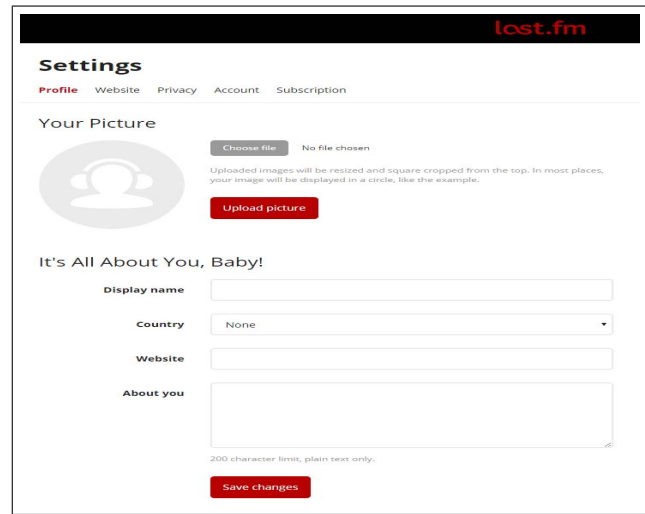 last.fm
Settings
Profile Website Privacy Account Subscription
Your Picture
Choose file No file chosen
Uploaded images will be resized and square cropped from the top. In most places,
your image will be displayed in a circle, like the example.
Upload picture
It's All About You, Baby!
Display name
Country None
Website
About you
200 character limit, plain text only.
Save changes